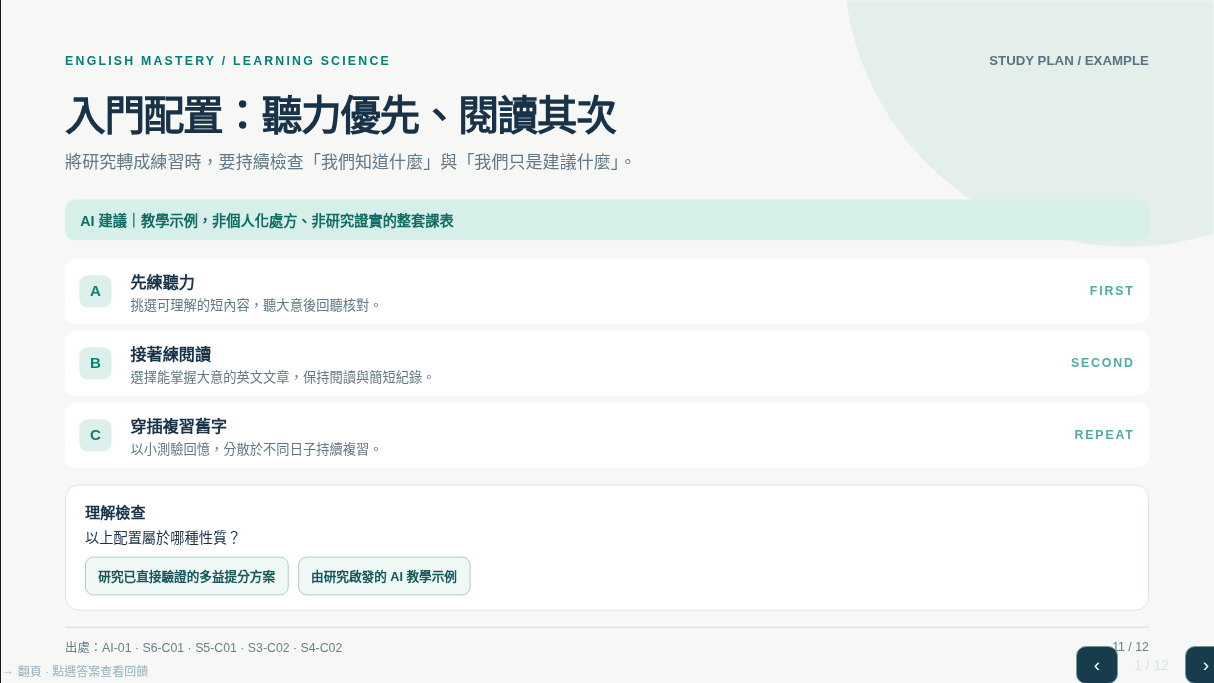 ENGLISH MASTERY / LEARNING SCIENCE
STUDY PLAN / EXAMPLE
入門配置：聽力優先、閱讀其次
將研究轉成練習時，要持續檢查「我們知道什麼」與「我們只是建議什麼」。
AI 建議｜教學示例，非個人化處方、非研究證實的整套課表
A
先練聽力
挑選可理解的短內容，聽大意後回聽核對。
FIRST
B
接著練閱讀
選擇能掌握大意的英文文章，保持閱讀與簡短紀錄。
SECOND
C
穿插複習舊字
以小測驗回憶，分散於不同日子持續複習。
REPEAT
理解檢查
以上配置屬於哪種性質？
研究已直接驗證的多益提分方案
由研究啟發的 AI 教學示例
出處：AI-01 · S6-C01 · S5-C01 · S3-C02 · S4-C02
11 / 12
→ 翻頁 · 點選答案查看回饋
‹
1 / 12
›